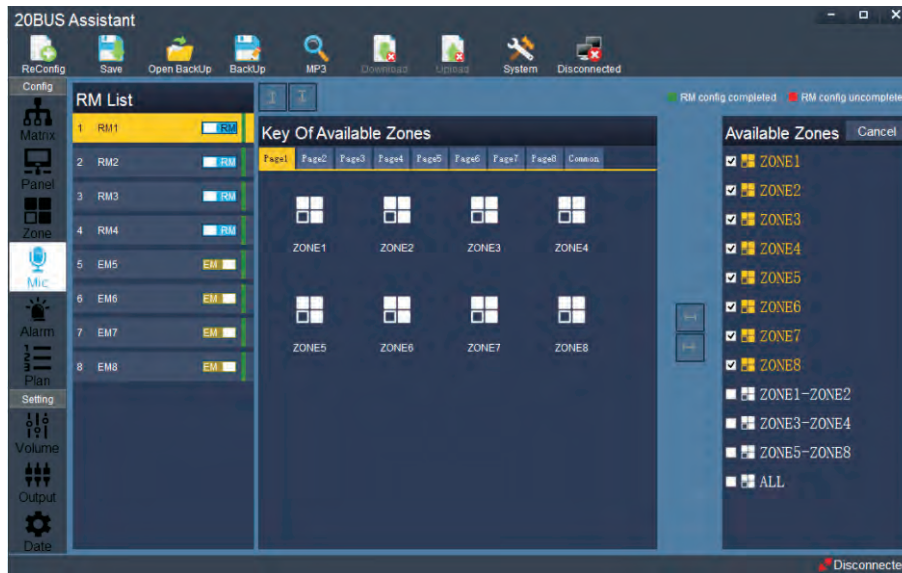 20BUS Assistant
ReConfig Save Open BackUp BackUp MP3 Download Upload System Disconnected
Config
Matrix
Panel
Zone
Mic
Alarm
Plan
Setting
Volume
Output
Date
RM List
1 RM1 RM
2 RM2 RM
3 RM3 RM
4 RM4 RM
5 EM5 EM
6 EM6 EM
7 EM7 EM
8 EM8 EM
RM config completed RM config uncomplete
Key Of Available Zones
Page1 Page2 Page3 Page4 Page5 Page6 Page7 Page8 Common
ZONE1 ZONE2 ZONE3 ZONE4
ZONE5 ZONE6 ZONE7 ZONE8
Available Zones Cancel
ZONE1
ZONE2
ZONE3
ZONE4
ZONE5
ZONE6
ZONE7
ZONE8
ZONE1-ZONE2
ZONE3-ZONE4
ZONE5-ZONE8
ALL
Disconnecte